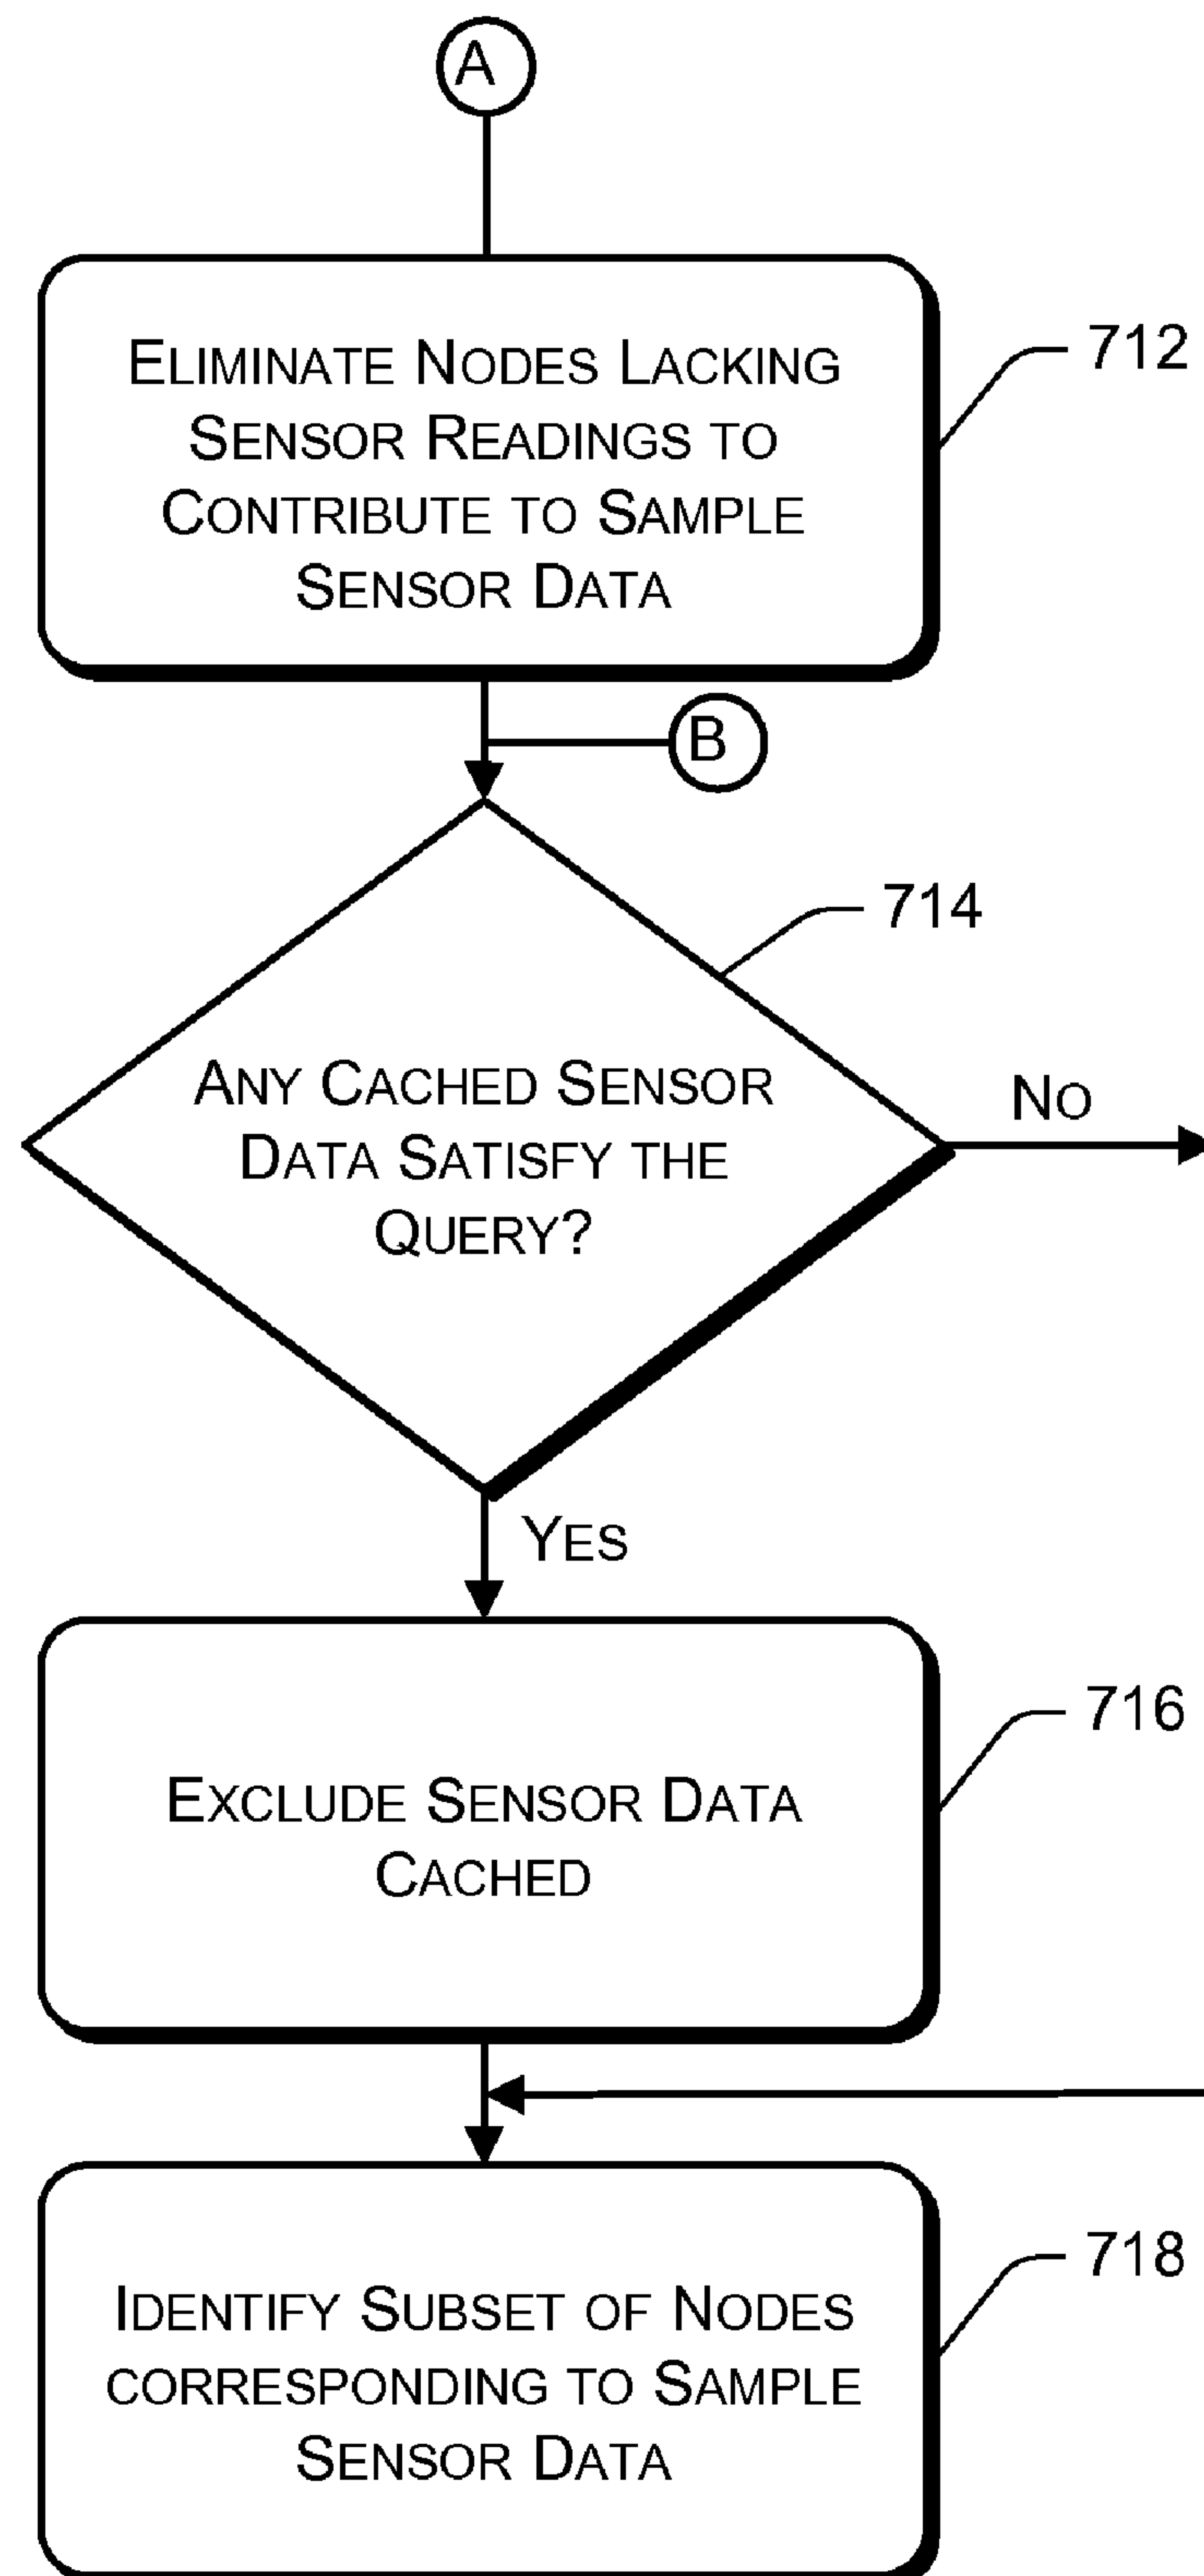 A
ELIMINATE NODES LACKING
SENSOR READINGS TO
CONTRIBUTE TO SAMPLE
SENSOR DATA
712
B
714
ANY CACHED SENSOR
DATA SATISFY THE
QUERY?
NO
YES
716
EXCLUDE SENSOR DATA
CACHED
718
IDENTIFY SUBSET OF NODES
CORRESPONDING TO SAMPLE
SENSOR DATA